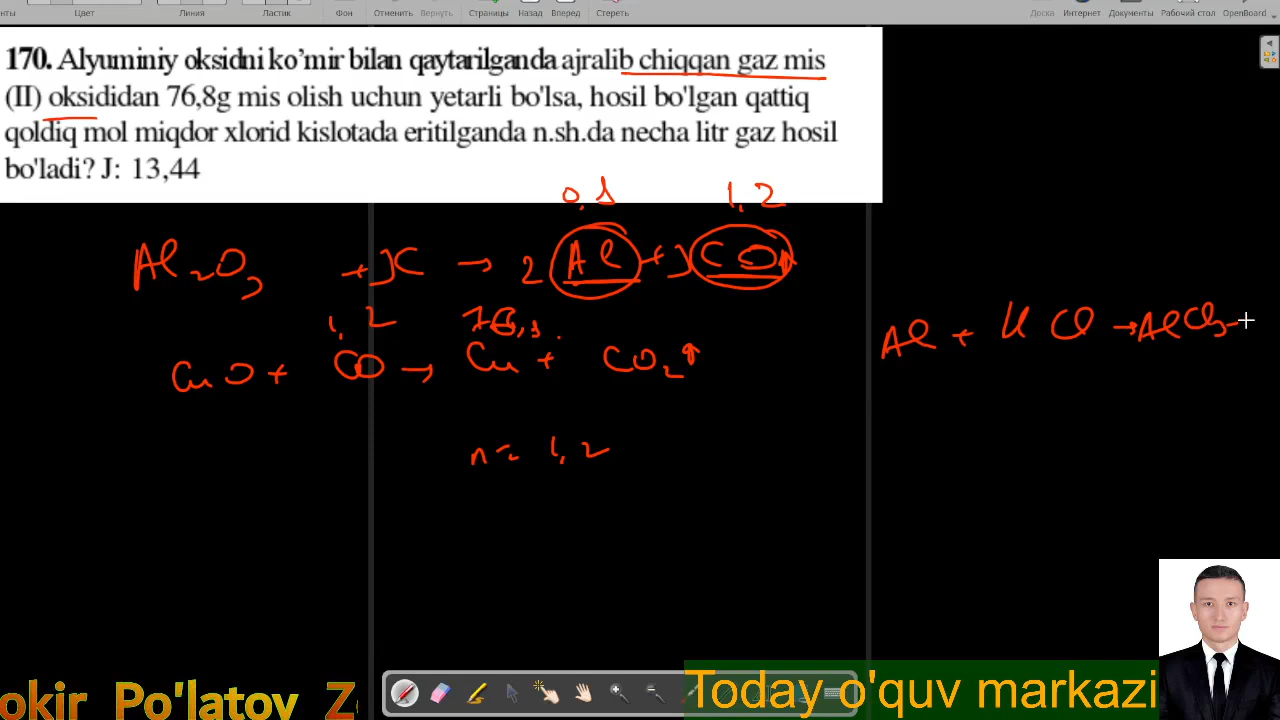 Цвет Линия Ластик Фон Отменить Вернуть Страницы Назад Вперед Стереть Доска Интернет Документы Рабочий стол OpenBoard
170. Alyuminiy oksidni ko’mir bilan qaytarilganda ajralib chiqqan gaz mis
(II) oksididan 76,8g mis olish uchun yetarli bo'lsa, hosil bo'lgan qattiq
qoldiq mol miqdor xlorid kislotada eritilganda n.sh.da necha litr gaz hosil
bo'ladi? J: 13,44
1,2
Al₂O₃ + 3C → 2Al + 3CO↑
1,2
CuO + CO → Cu + CO₂↑
Al + HCl → AlCl₃
n = 1,2
okir Po'latov
Today o'quv markazi